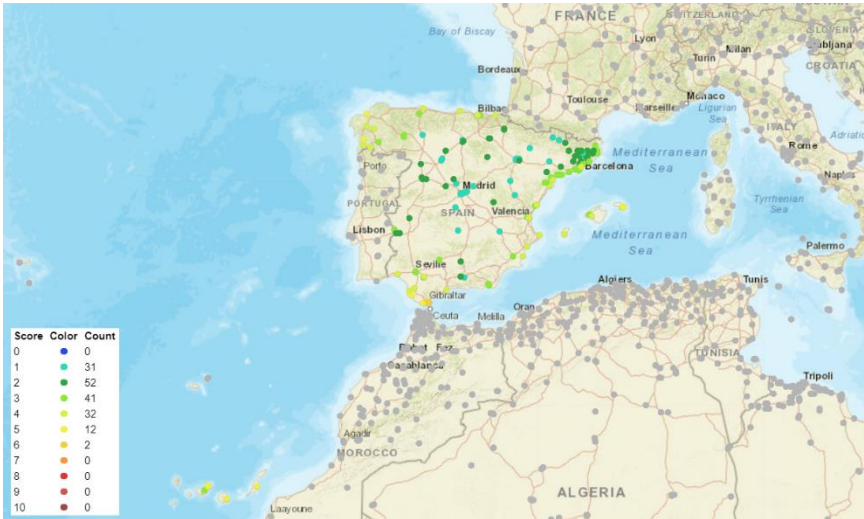 FRANCE
SWITZERLAND
SLOVENIA
Lyon
Milan
Ljubljana
Turin
CROATIA
Bay of Biscay
Bordeaux
Monaco
Toulouse
Marseille
Ligurian
Sea
Bilbao
ITALY
Adriatic
Rome
Porto
Mediterranean
Sea
Barcelona
Naples
Madrid
PORTUGAL
SPAIN
Valencia
Tyrrhenian
Sea
Lisbon
Mediterranean
Sea
Palermo
Seville
Algiers
Tunis
Gibraltar
Oran
Ceuta
Melilla
Rabat
Fez
Casablanca
TUNISIA
Tripoli
Agadir
MOROCCO
ALGERIA
Laayoune
Score Color Count
0 0
1 31
2 52
3 41
4 32
5 12
6 2
7 0
8 0
9 0
10 0